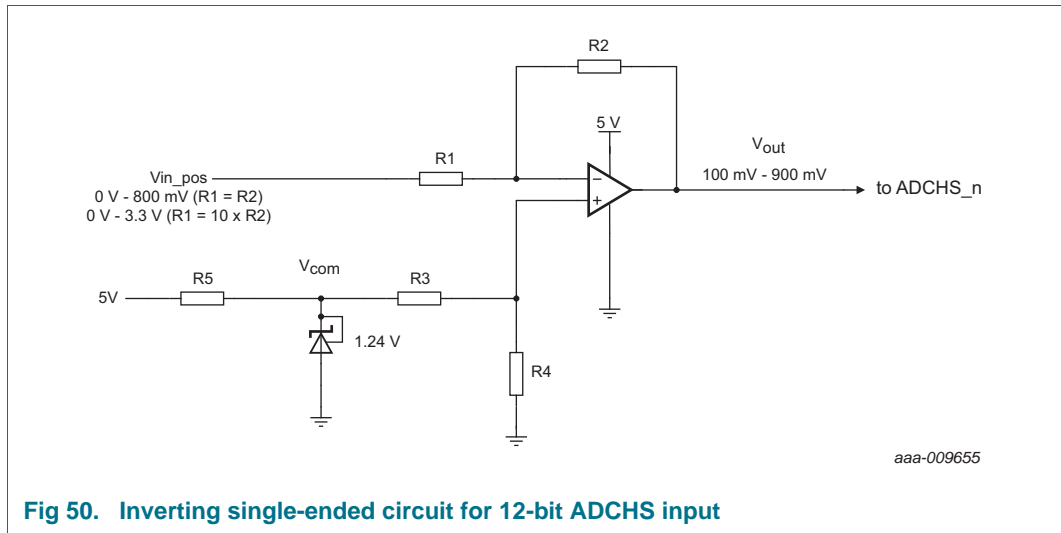 R2
5 V
R1
Vout
Vin_pos
100 mV - 900 mV
to ADCHS_n
0 V - 800 mV (R1 = R2)
0 V - 3.3 V (R1 = 10 x R2)
Vcom
R5
R3
5V
1.24 V
R4
aaa-009655
Fig 50. Inverting single-ended circuit for 12-bit ADCHS input